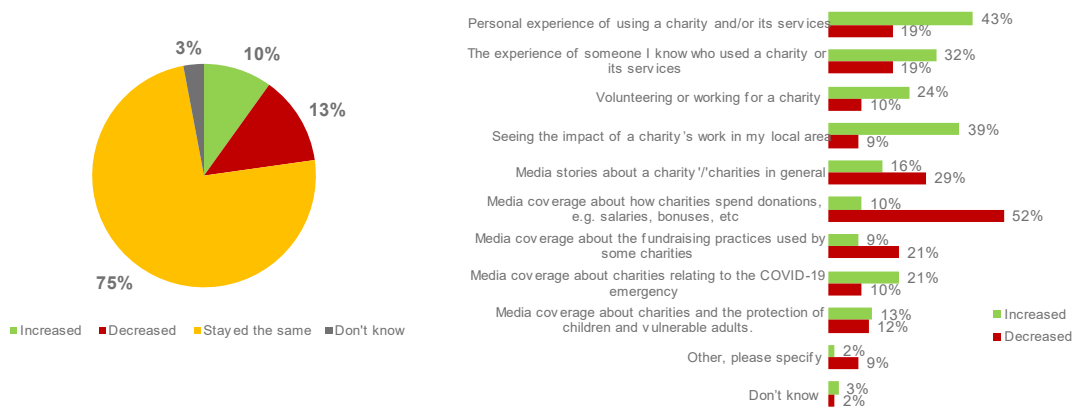 3%
10%
13%
75%
Increased Decreased Stayed the same Don't know
Personal experience of using a charity and/or its services
43%
19%
The experience of someone I know who used a charity or
its services
32%
19%
Volunteering or working for a charity
24%
10%
Seeing the impact of a charity's work in my local area
39%
9%
Media stories about a charity'/'charities in general
16%
29%
Media coverage about how charities spend donations,
e.g. salaries, bonuses, etc
10%
52%
Media coverage about the fundraising practices used by
some charities
9%
21%
Media coverage about charities relating to the COVID-19
emergency
21%
10%
Media coverage about charities and the protection of
children and vulnerable adults.
13%
12%
Other, please specify
2%
9%
Don't know
3%
2%
Increased
Decreased